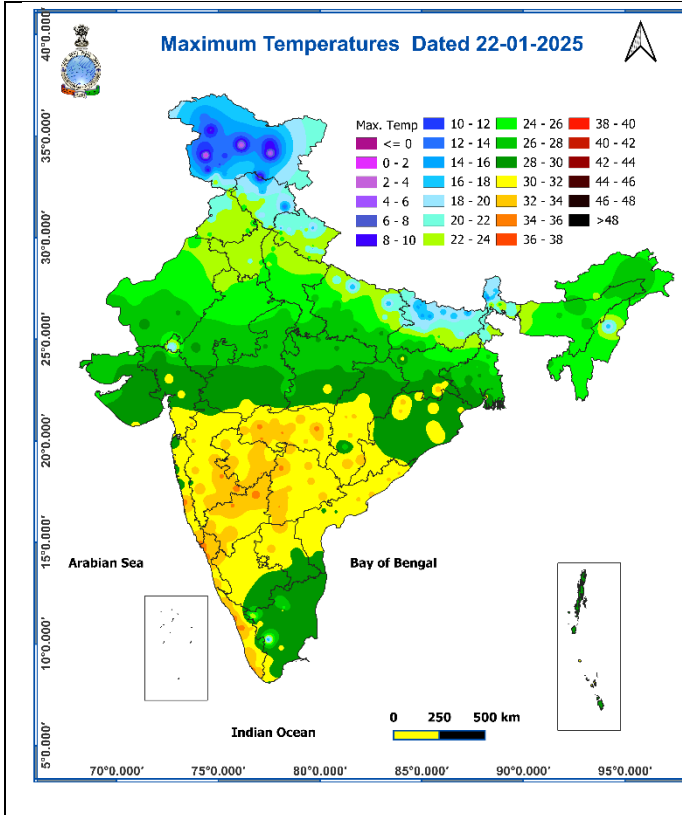 Maximum Temperatures Dated 22-01-2025
Max. Temp
<= 0
0 - 2
2 - 4
4 - 6
6 - 8
8 - 10
10 - 12
12 - 14
14 - 16
16 - 18
18 - 20
20 - 22
22 - 24
24 - 26
26 - 28
28 - 30
30 - 32
32 - 34
34 - 36
36 - 38
38 - 40
40 - 42
42 - 44
44 - 46
46 - 48
>48
40°0.000'
35°0.000'
30°0.000'
25°0.000'
20°0.000'
15°0.000'
10°0.000'
5°0.000'
Arabian Sea
Bay of Bengal
Indian Ocean
0 250 500 km
70°0.000' 75°0.000' 80°0.000' 85°0.000' 90°0.000' 95°0.000'